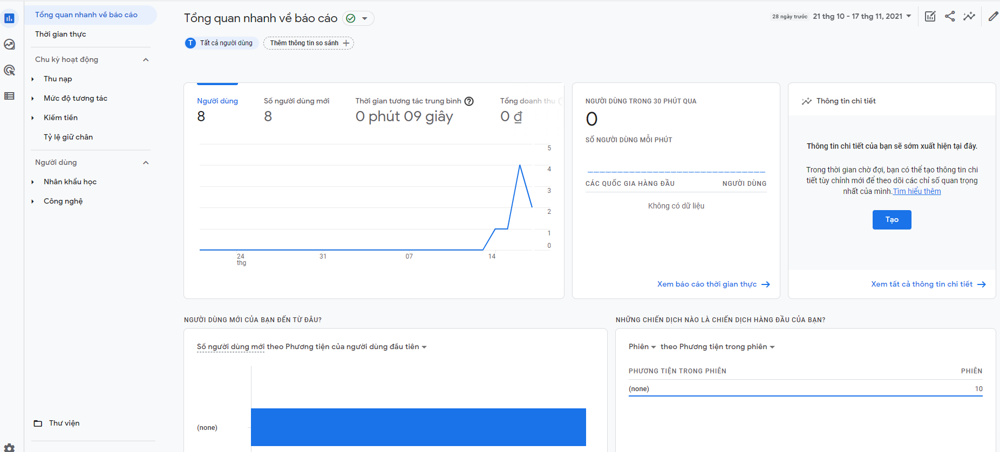 Tổng quan nhanh về báo cáo
Thời gian thực
Chu kỳ hoạt động
Thu nạp
Mức độ tương tác
Kiếm tiền
Tỷ lệ giữ chân
Người dùng
Nhân khẩu học
Công nghệ
Thư viện
Tổng quan nhanh về báo cáo
28 ngày trước 21 thg 10 - 17 thg 11, 2021
T Tất cả người dùng
Thêm thông tin so sánh
Người dùng
8
Số người dùng mới
8
Thời gian tương tác trung bình
0 phút 09 giây
Tổng doanh thu
0 ₫
5
4
3
2
1
0
24
thg
31
07
14
NGƯỜI DÙNG TRONG 30 PHÚT QUA
0
SỐ NGƯỜI DÙNG MỖI PHÚT
CÁC QUỐC GIA HÀNG ĐẦU NGƯỜI DÙNG
Không có dữ liệu
Xem báo cáo thời gian thực
Thông tin chi tiết
Thông tin chi tiết của bạn sẽ sớm xuất hiện tại đây.
Trong thời gian chờ đợi, bạn có thể tạo thông tin chi
tiết tùy chỉnh mới để theo dõi các chỉ số quan trọng
nhất của mình.Tìm hiểu thêm
Tạo
Xem tất cả thông tin chi tiết
NGƯỜI DÙNG MỚI CỦA BẠN ĐẾN TỪ ĐÂU?
Số người dùng mới theo Phương tiện của người dùng đầu tiên
(none)
NHỮNG CHIẾN DỊCH NÀO LÀ CHIẾN DỊCH HÀNG ĐẦU CỦA BẠN?
Phiên theo Phương tiện trong phiên
PHƯƠNG TIỆN TRONG PHIÊN PHIÊN
(none) 10